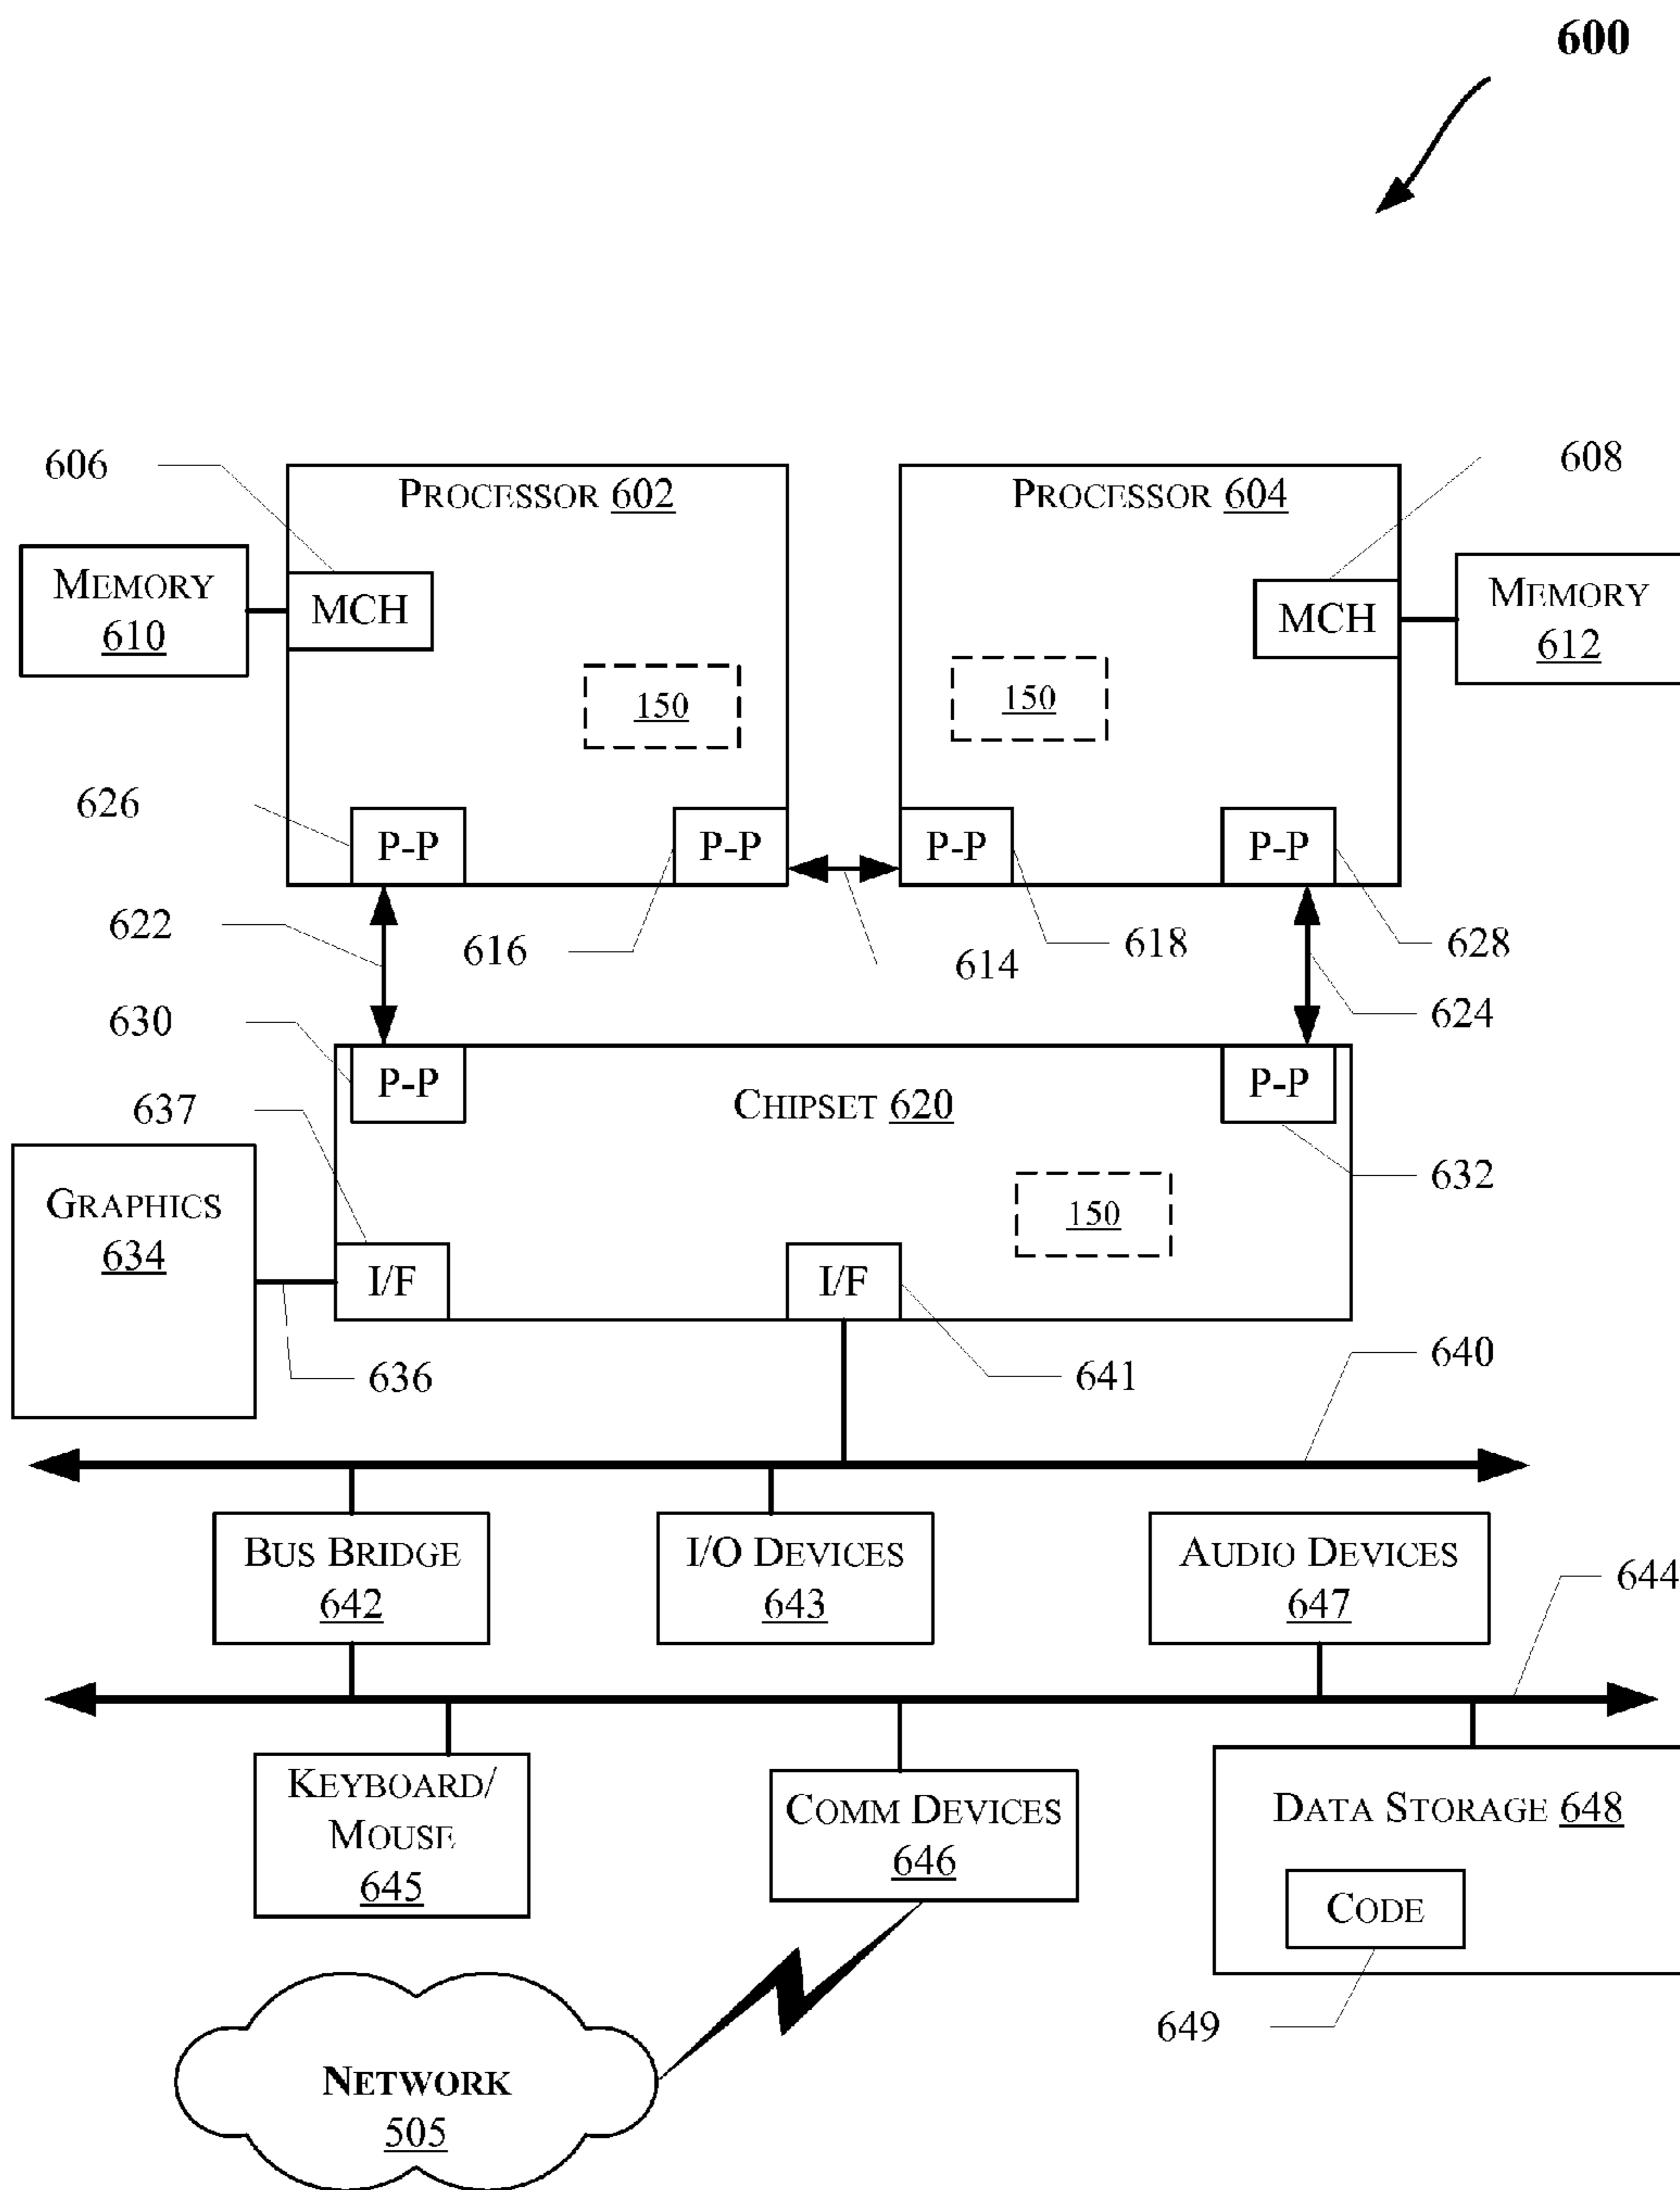 600
606
PROCESSOR 602
PROCESSOR 604
608
MEMORY
610
MCH
MCH
MEMORY
612
150
150
626
P-P
P-P
P-P
P-P
622
616
614
618
628
630
624
P-P
CHIPSET 620
P-P
637
632
GRAPHICS
634
150
I/F
I/F
636
641
640
BUS BRIDGE
642
I/O DEVICES
643
AUDIO DEVICES
647
644
KEYBOARD/
MOUSE
645
COMM DEVICES
646
DATA STORAGE 648
CODE
649
NETWORK
505